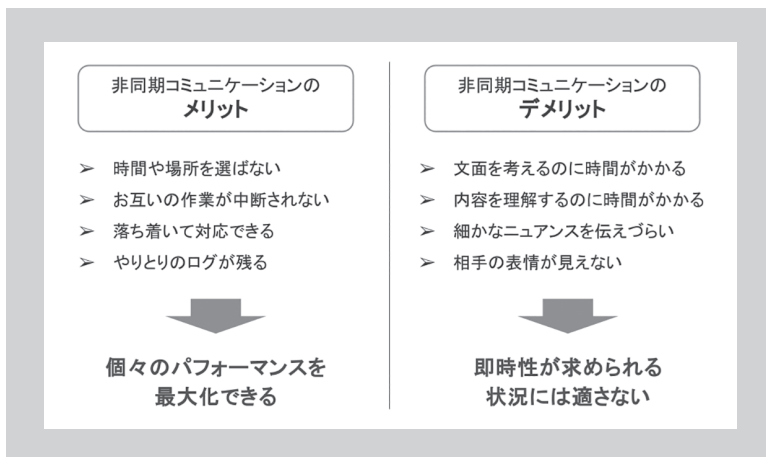 非同期コミュニケーションの
メリット
➢ 時間や場所を選ばない
➢ お互いの作業が中断されない
➢ 落ち着いて対応できる
➢ やりとりのログが残る
個々のパフォーマンスを
最大化できる
非同期コミュニケーションの
デメリット
➢ 文面を考えるのに時間がかかる
➢ 内容を理解するのに時間がかかる
➢ 細かなニュアンスを伝えづらい
➢ 相手の表情が見えない
即時性が求められる
状況には適さない